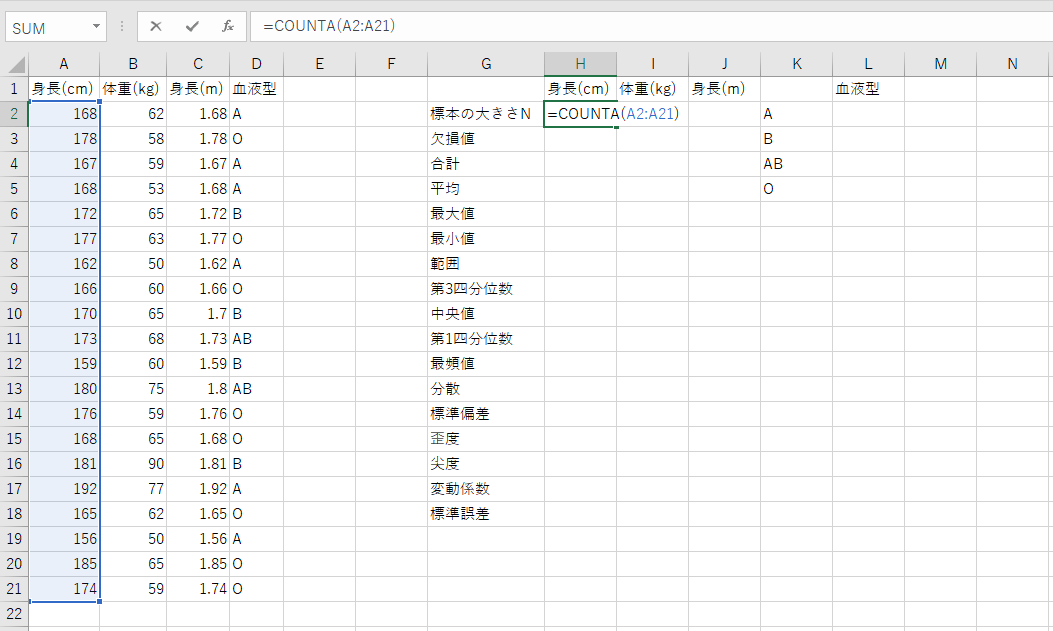 SUM =COUNTA(A2:A21)
A B C D E F G H I J K L M N
1 身長(cm) 体重(kg) 身長(m) 血液型 身長(cm) 体重(kg) 身長(m) 血液型
2 168 62 1.68 A 標本の大きさN =COUNTA(A2:A21) A
3 178 58 1.78 O 欠損値 B
4 167 59 1.67 A 合計 AB
5 168 53 1.68 A 平均 O
6 172 65 1.72 B 最大値
7 177 63 1.77 O 最小値
8 162 50 1.62 A 範囲
9 166 60 1.66 O 第3四分位数
10 170 65 1.7 B 中央値
11 173 68 1.73 AB 第1四分位数
12 159 60 1.59 B 最頻値
13 180 75 1.8 AB 分散
14 176 59 1.76 O 標準偏差
15 168 65 1.68 O 歪度
16 181 90 1.81 B 尖度
17 192 77 1.92 A 変動係数
18 165 62 1.65 O 標準誤差
19 156 50 1.56 A
20 185 65 1.85 O
21 174 59 1.74 O
22